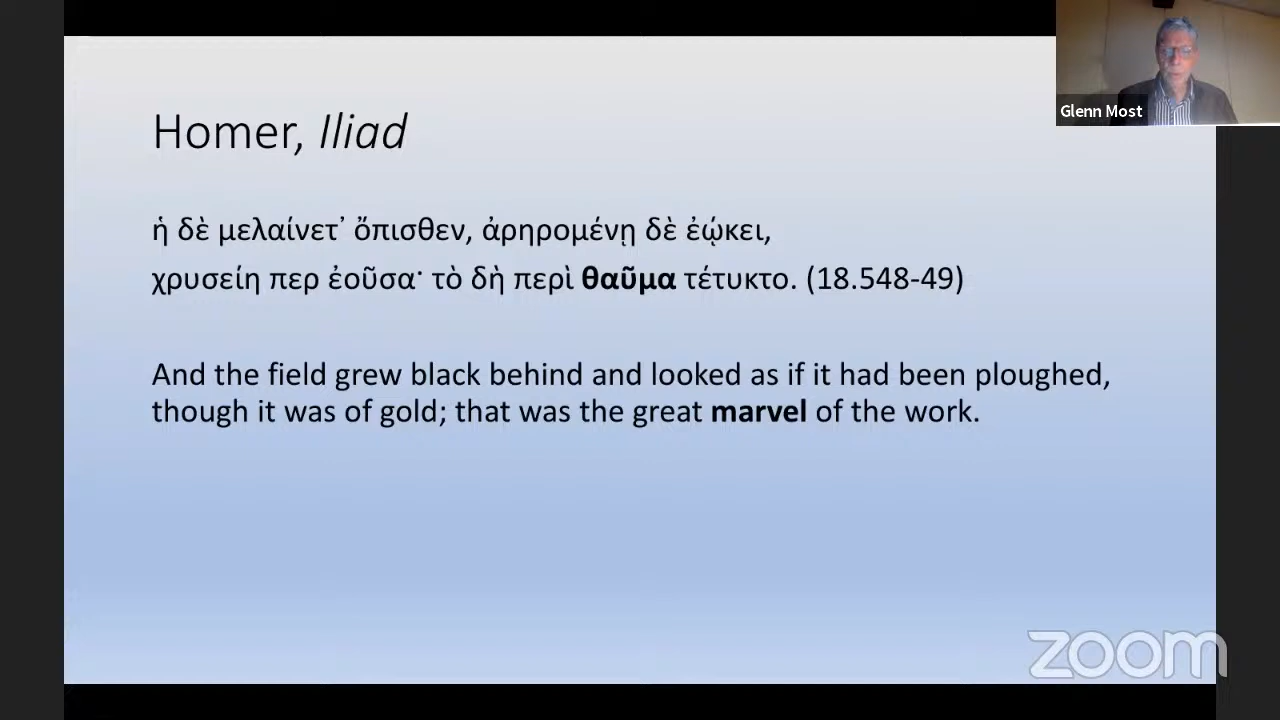 Homer, Iliad
ἡ δὲ μελαίνετ᾽ ὄπισθεν, ἀρηρομένῃ δὲ ἐῴκει,
χρυσείη περ ἐοῦσα· τὸ δὴ περὶ θαῦμα τέτυκτο. (18.548-49)
And the field grew black behind and looked as if it had been ploughed,
though it was of gold; that was the great marvel of the work.
Glenn Most
zoom